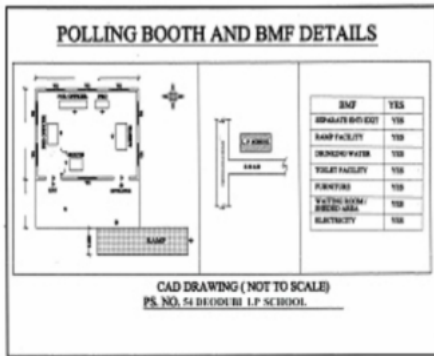 POLLING BOOTH AND BMF DETAILS
L.P SCHOOL
ROAD
BMF YES
SEPARATE ENTY EXIT YES
RAMP FACILITY YES
DRINKING WATER YES
TOILET FACILITY YES
FURNITURE YES
WAITING ROOM / YES
SHEDED AREA
ELECTRICITY YES
RAMP
CAD DRAWING ( NOT TO SCALE)
PS. NO. 54 DEODUBI L.P SCHOOL